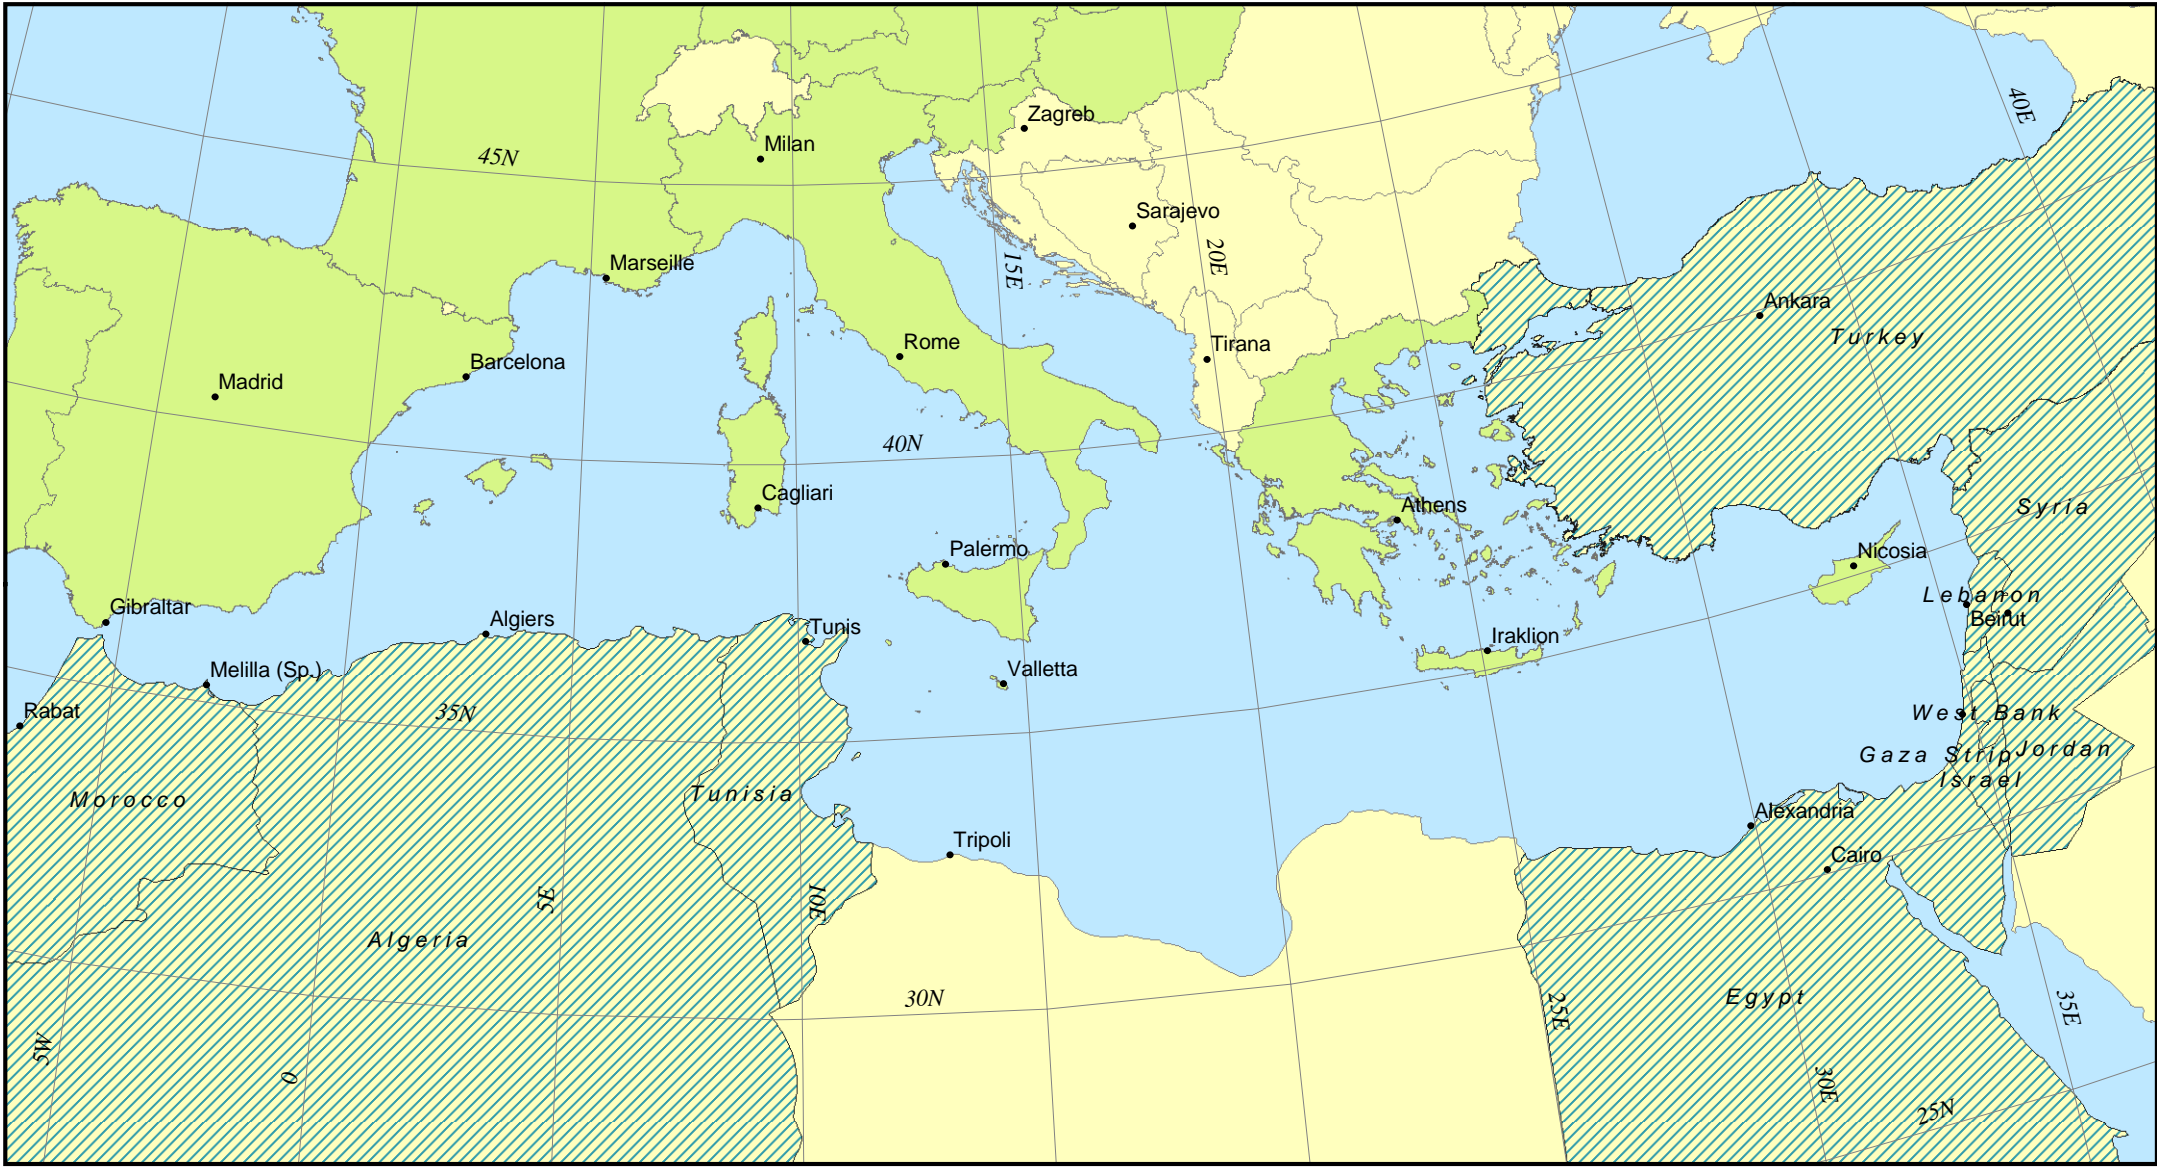 40E
Zagreb
Milan
45N
Sarajevo
20E
15E
Marseille
Ankara
Turkey
Rome
Tirana
Barcelona
Madrid
40N
Cagliari
Athens
Syria
Palermo
Nicosia
Lebanon
Beirut
Gibraltar
Algiers
Tunis
Iraklion
Melilla (Sp.)
Valletta
Rabat
35N
West Bank
Gaza Strip
Jordan
Israel
Morocco
Tunisia
Alexandria
Tripoli
Cairo
5E
10E
Algeria
30N
Egypt
25E
35E
5W
0
30E
25N